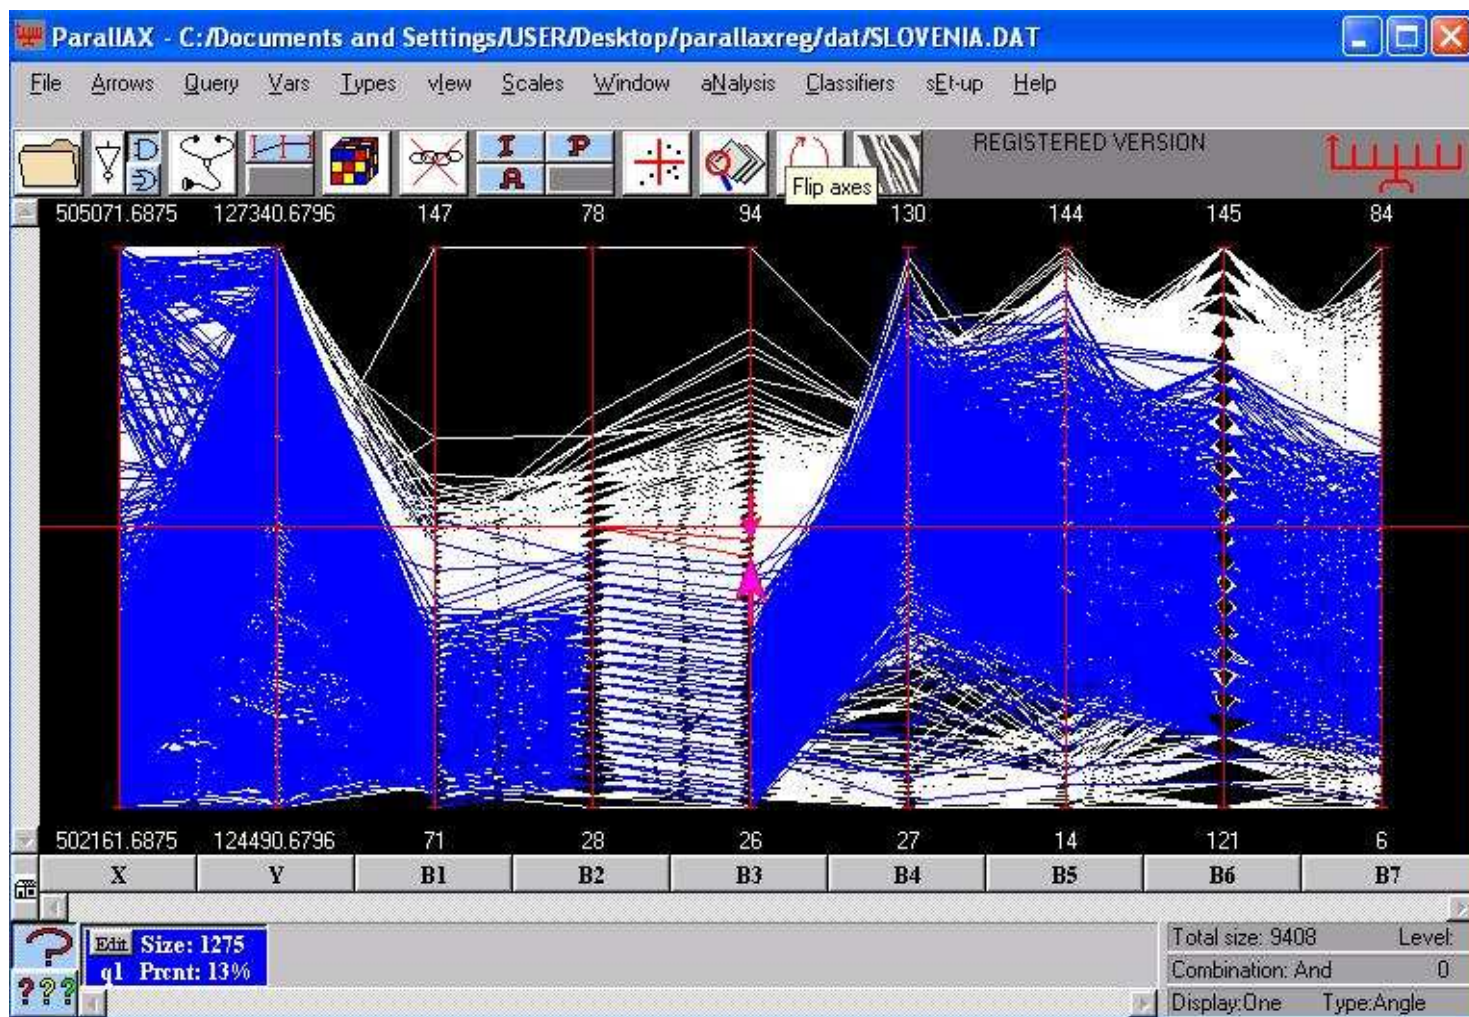 ParallAX - C:/Documents and Settings/USER/Desktop/parallaxreg/dat/SLOVENIA.DAT
File Arrows Query Vars Types vIew Scales Window aNalysis Classifiers sEt-up Help
I P
A
REGISTERED VERSION
Flip axes
505071.6875 127340.6796 147 78 94 130 144 145 84
502161.6875 124490.6796 71 28 26 27 14 121 6
X Y B1 B2 B3 B4 B5 B6 B7
?
???
Edit Size: 1275
q1 Prcnt: 13%
Total size: 9408 Level:
Combination: And 0
Display:One Type:Angle